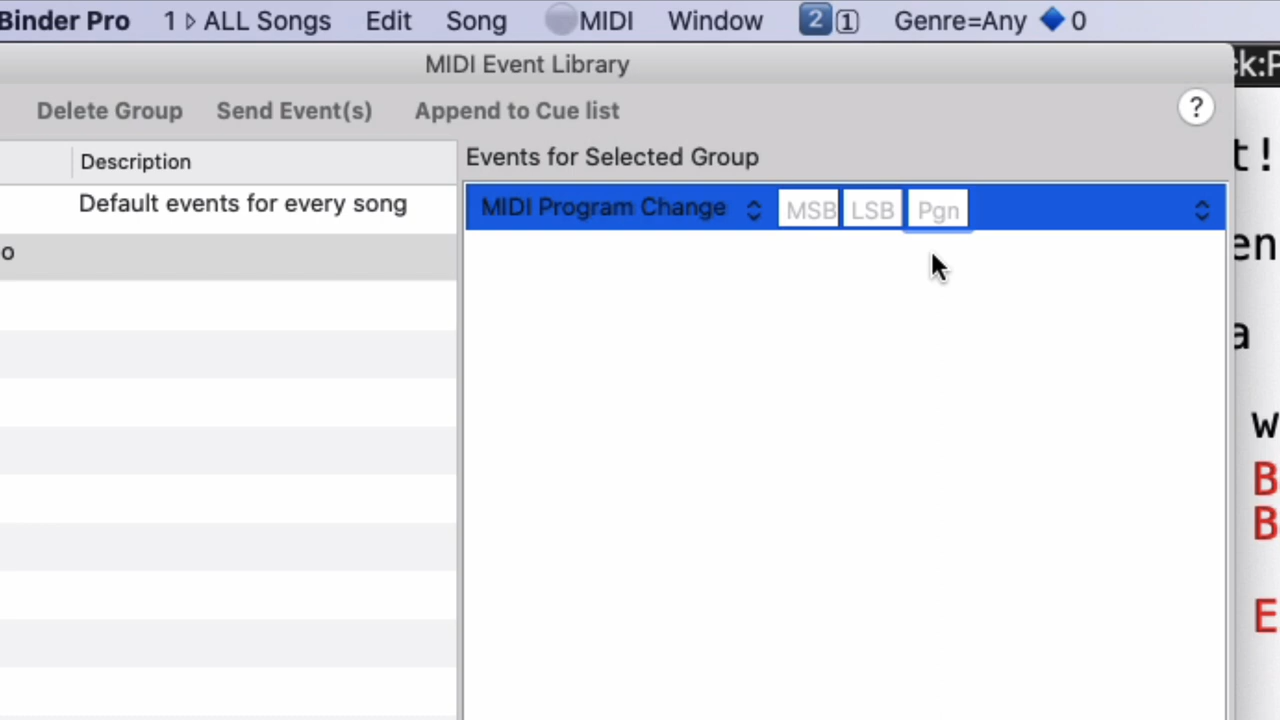 Binder Pro 1 ▷ ALL Songs Edit Song MIDI Window 2 1 Genre=Any 0
MIDI Event Library
ck:P
Delete Group Send Event(s) Append to Cue list ?
Description
Events for Selected Group
t!
Default events for every song
MIDI Program Change MSB LSB Pgn
o
en
a
w
B
B
E